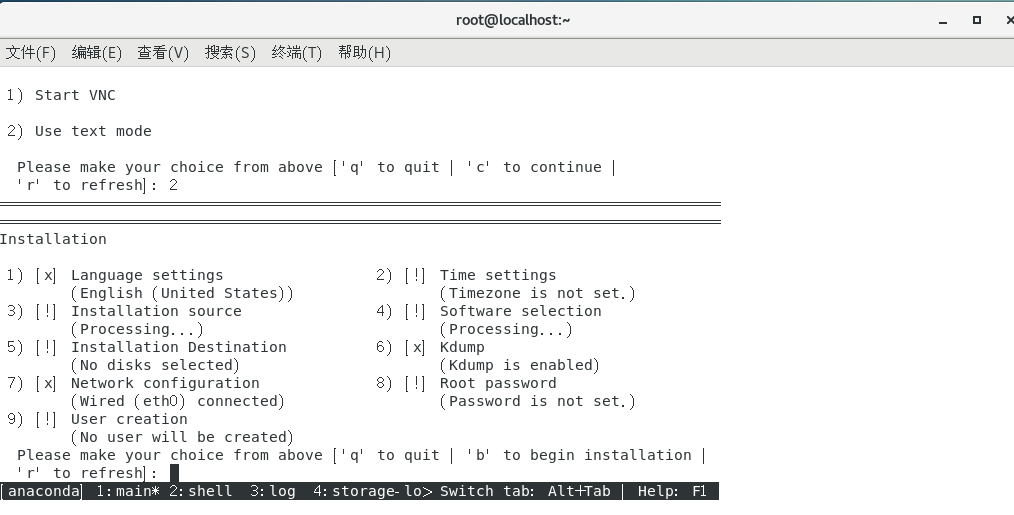 root@localhost:~
文件(F) 编辑(E) 查看(V) 搜索(S) 终端(T) 帮助(H)
1) Start VNC
2) Use text mode
Please make your choice from above ['q' to quit | 'c' to continue |
'r' to refresh]: 2
================================================================================
================================================================================
Installation
1) [x] Language settings 2) [!] Time settings
(English (United States)) (Timezone is not set.)
3) [!] Installation source 4) [!] Software selection
(Processing...) (Processing...)
5) [!] Installation Destination 6) [x] Kdump
(No disks selected) (Kdump is enabled)
7) [x] Network configuration 8) [!] Root password
(Wired (eth0) connected) (Password is not set.)
9) [!] User creation
(No user will be created)
Please make your choice from above ['q' to quit | 'b' to begin installation |
'r' to refresh]:
[anaconda] 1:main* 2:shell 3:log 4:storage-lo> Switch tab: Alt+Tab | Help: F1